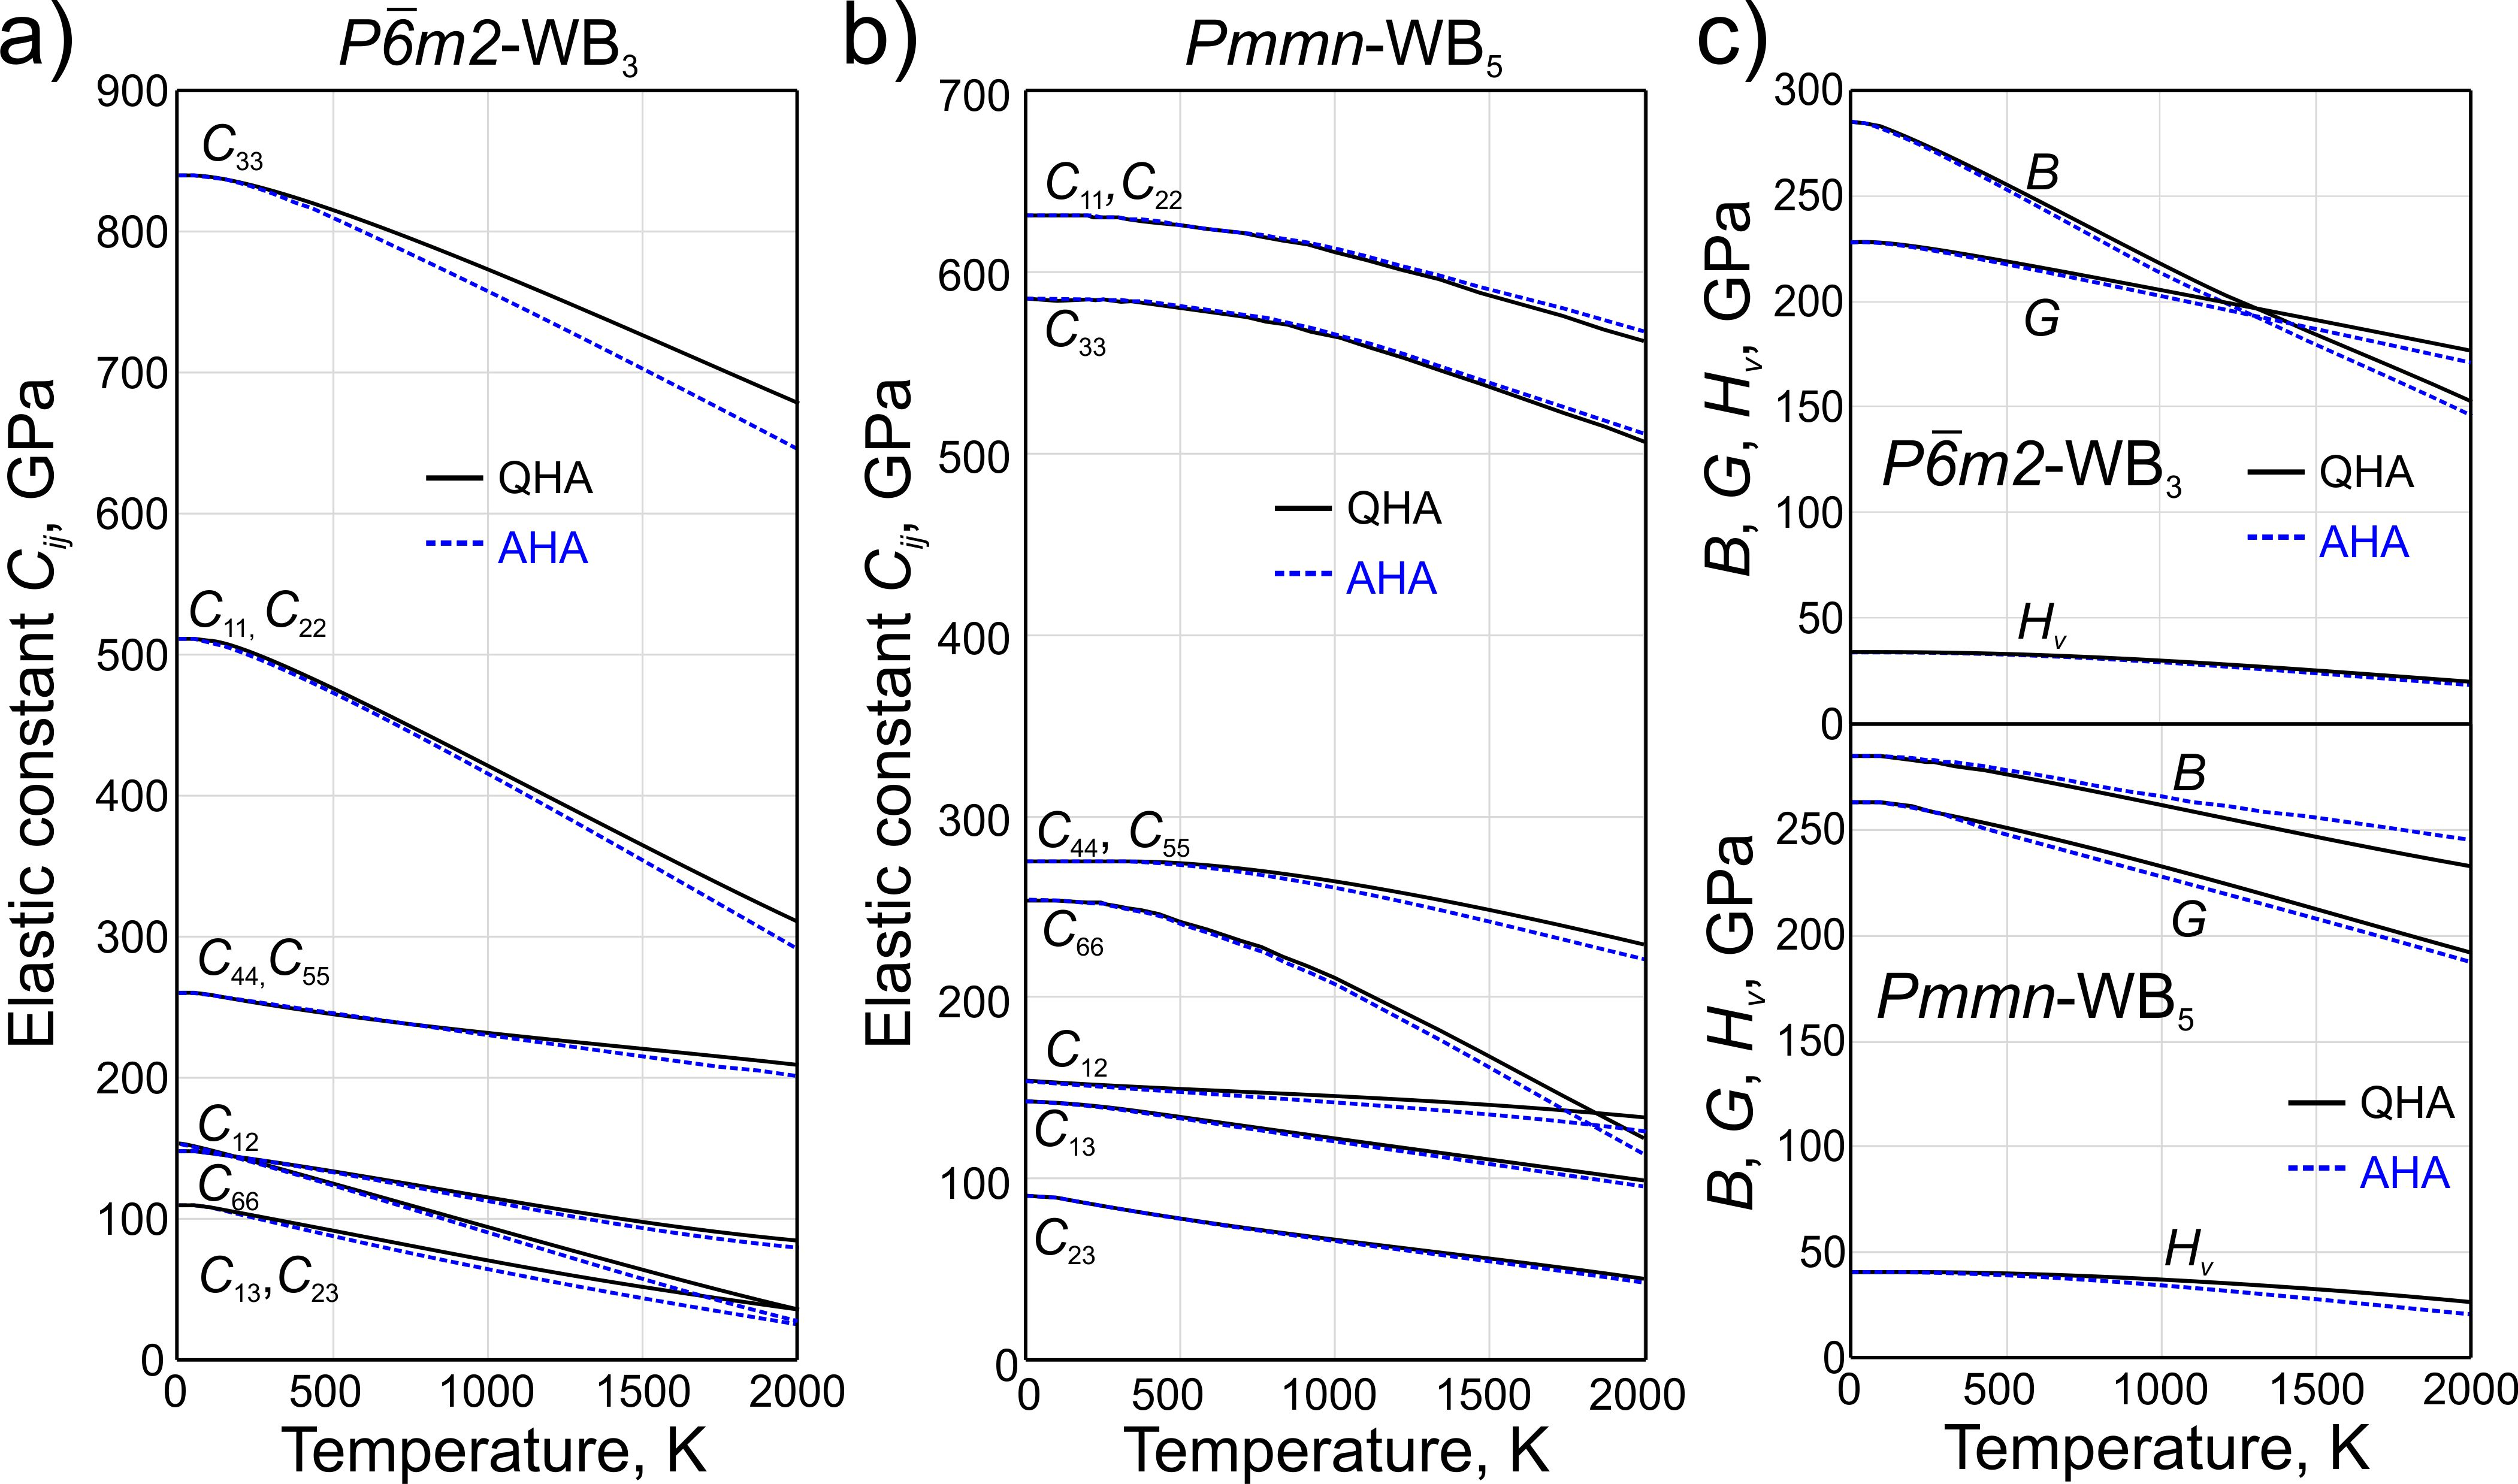 a)
P6̅m2-WB₃
900
800
700
600
500
400
300
200
100
0
Elastic constant Cᵢⱼ, GPa
C₃₃
QHA
AHA
C₁₁, C₂₂
C₄₄, C₅₅
C₁₂
C₆₆
C₁₃, C₂₃
0 500 1000 1500 2000
Temperature, K
b)
Pmmn-WB₅
700
600
500
400
300
200
100
0
Elastic constant Cᵢⱼ, GPa
C₁₁, C₂₂
C₃₃
QHA
AHA
C₄₄, C₅₅
C₆₆
C₁₂
C₁₃
C₂₃
0 500 1000 1500 2000
Temperature, K
c)
300
250
200
150
100
50
0
B, G, Hᵥ, GPa
B
G
P6̅m2-WB₃
QHA
AHA
Hᵥ
250
200
150
100
50
0
B, G, Hᵥ, GPa
B
G
Pmmn-WB₅
QHA
AHA
Hᵥ
0 500 1000 1500 2000
Temperature, K